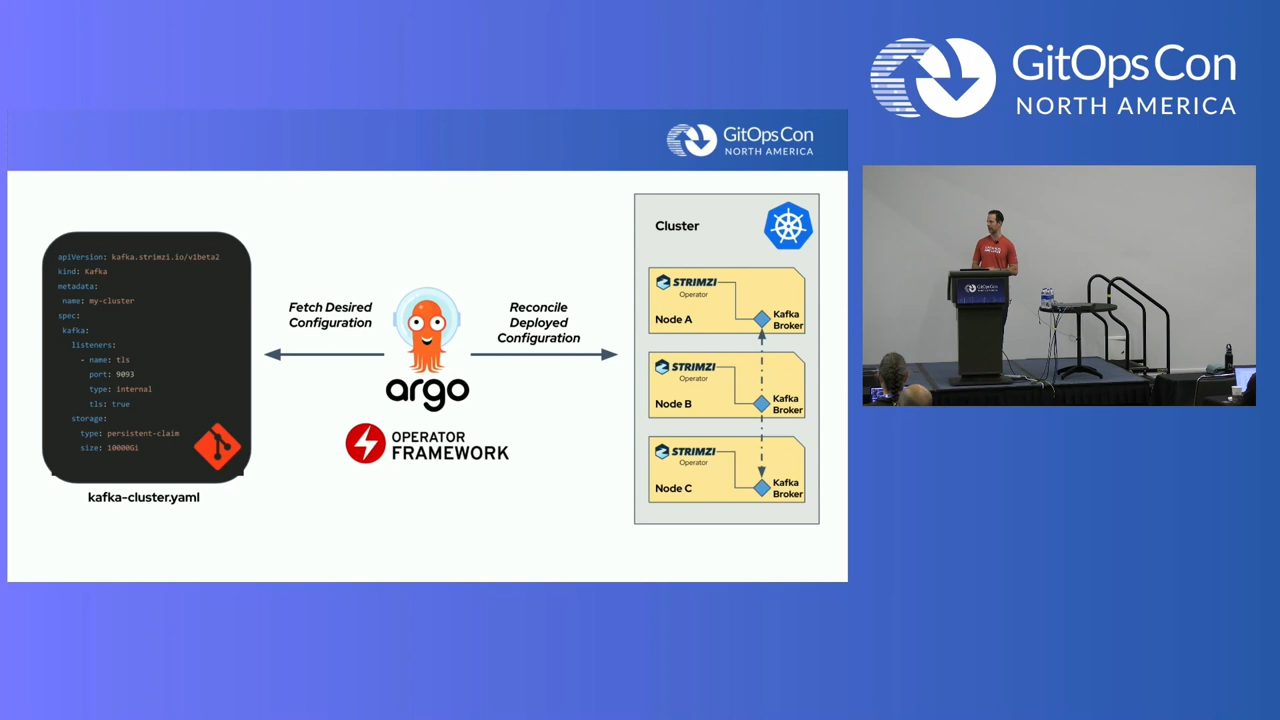 GitOpsCon
NORTH AMERICA
GitOpsCon
NORTH AMERICA
apiVersion: kafka.strimzi.io/v1beta2
kind: Kafka
metadata:
name: my-cluster
spec:
kafka:
listeners:
- name: tls
port: 9093
type: internal
tls: true
storage:
type: persistent-claim
size: 10000Gi
kafka-cluster.yaml
Fetch Desired
Configuration
argo
OPERATOR
FRAMEWORK
Reconcile
Deployed
Configuration
Cluster
STRIMZI
Operator
Node A
Kafka
Broker
STRIMZI
Operator
Node B
Kafka
Broker
STRIMZI
Operator
Node C
Kafka
Broker
GitOpsCon